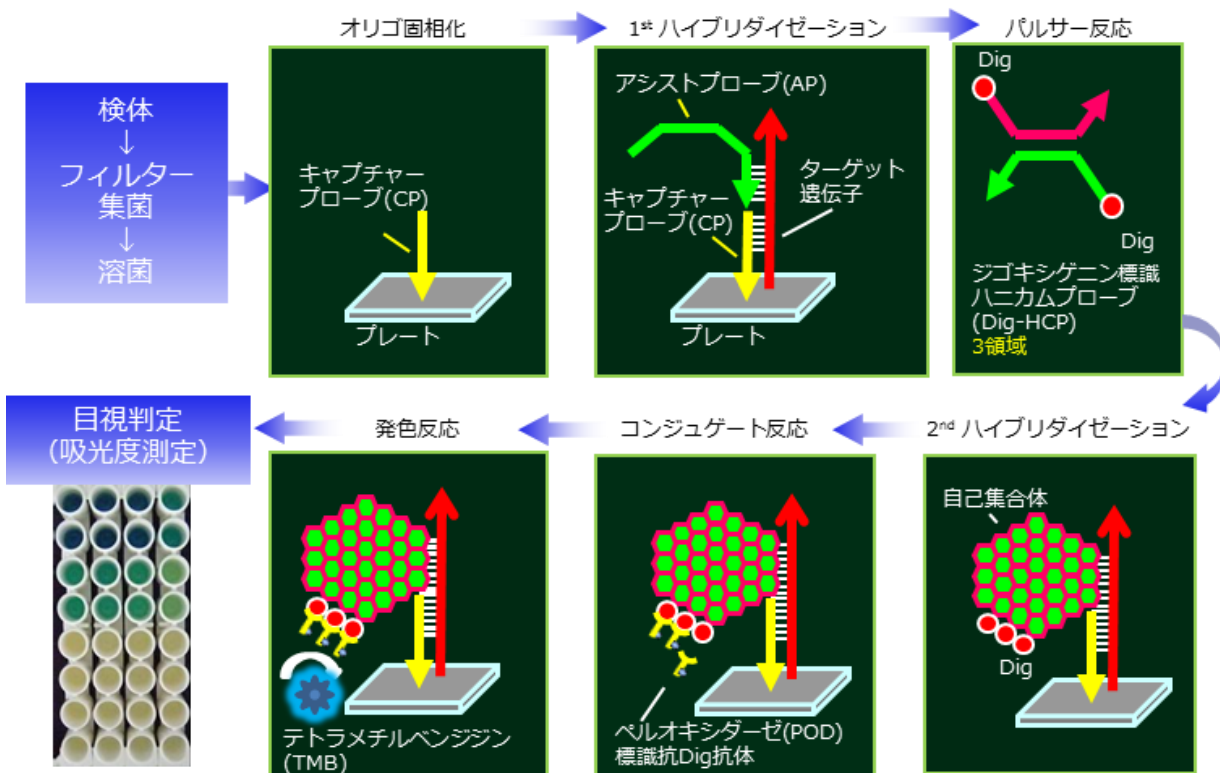 検体
↓
フィルター
集菌
↓
溶菌
オリゴ固相化
キャプチャー
プローブ(CP)
プレート
1st ハイブリダイゼーション
アシストプローブ(AP)
キャプチャー
プローブ(CP)
ターゲット
遺伝子
プレート
パルサー反応
Dig
Dig
ジゴキシゲニン標識
ハニカムプローブ
(Dig-HCP)
3領域
2nd ハイブリダイゼーション
自己集合体
Dig
コンジュゲート反応
ペルオキシダーゼ(POD)
標識抗Dig抗体
発色反応
テトラメチルベンジジン
(TMB)
目視判定
（吸光度測定）